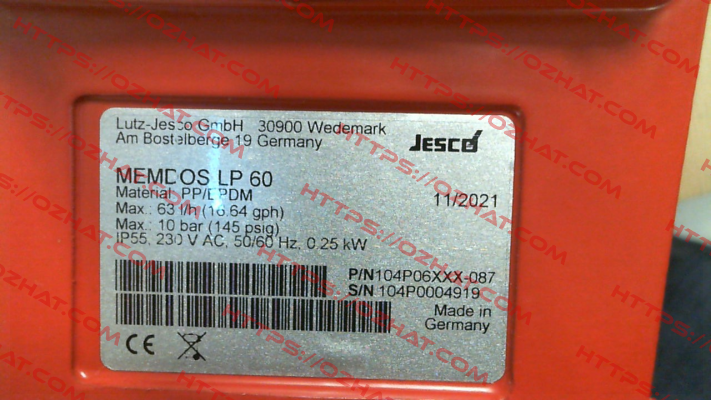 Lutz-Jesco GmbH 30900 Wedemark
Am Bostelberge 19 Germany
JESCO
MEMDOS LP 60
11/2021
Material: PP/EPDM
Max.: 63 l/h (16.64 gph)
Max.: 10 bar (145 psig)
IP55, 230 V AC, 50/60 Hz, 0.25 kW
P/N104P06XXX-087
S/N 104P0004919
Made in
Germany
CE
HTTPS://OZHAT.COM